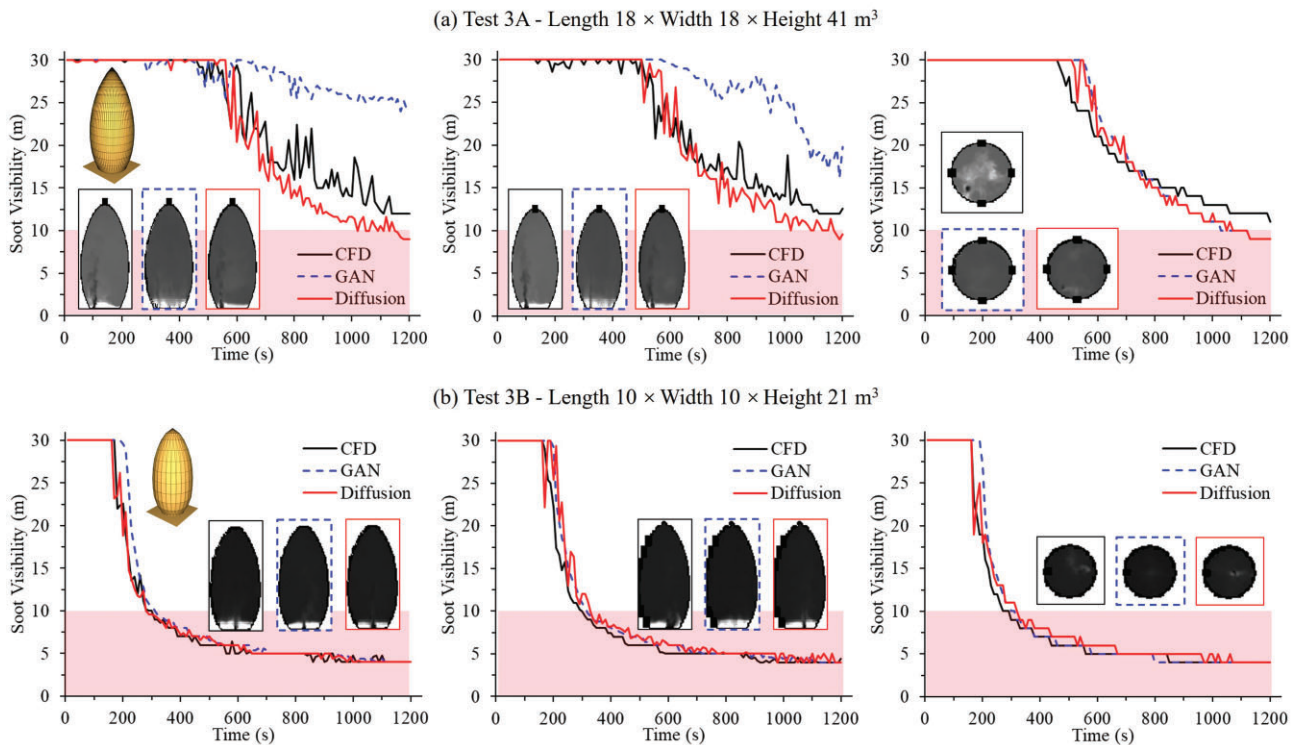 (a) Test 3A - Length 18 × Width 18 × Height 41 m³
Soot Visibility (m)
30
25
20
15
10
5
0
CFD
GAN
Diffusion
0 200 400 600 800 1000 1200
Time (s)
Soot Visibility (m)
30
25
20
15
10
5
0
CFD
GAN
Diffusion
0 200 400 600 800 1000 1200
Time (s)
Soot Visibility (m)
30
25
20
15
10
5
0
CFD
GAN
Diffusion
0 200 400 600 800 1000 1200
Time (s)
(b) Test 3B - Length 10 × Width 10 × Height 21 m³
Soot Visibility (m)
30
25
20
15
10
5
0
CFD
GAN
Diffusion
0 200 400 600 800 1000 1200
Time (s)
Soot Visibility (m)
30
25
20
15
10
5
0
CFD
GAN
Diffusion
0 200 400 600 800 1000 1200
Time (s)
Soot Visibility (m)
30
25
20
15
10
5
0
CFD
GAN
Diffusion
0 200 400 600 800 1000 1200
Time (s)